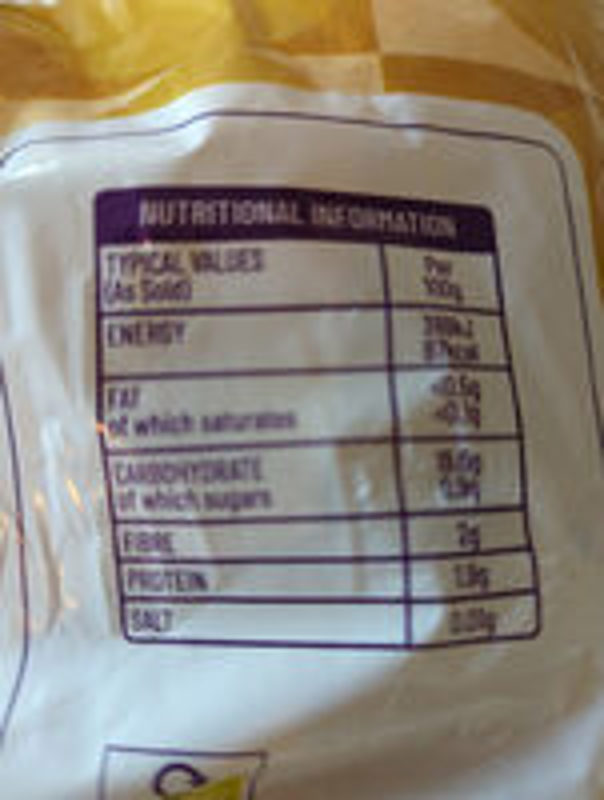 NUTRITIONAL INFORMATION
TYPICAL VALUES Per
(As Sold) 100g
ENERGY
87kcal
FAT <0.5g
of which saturates <0.1g
CARBOHYDRATE
of which sugars
FIBRE 2g
PROTEIN
SALT